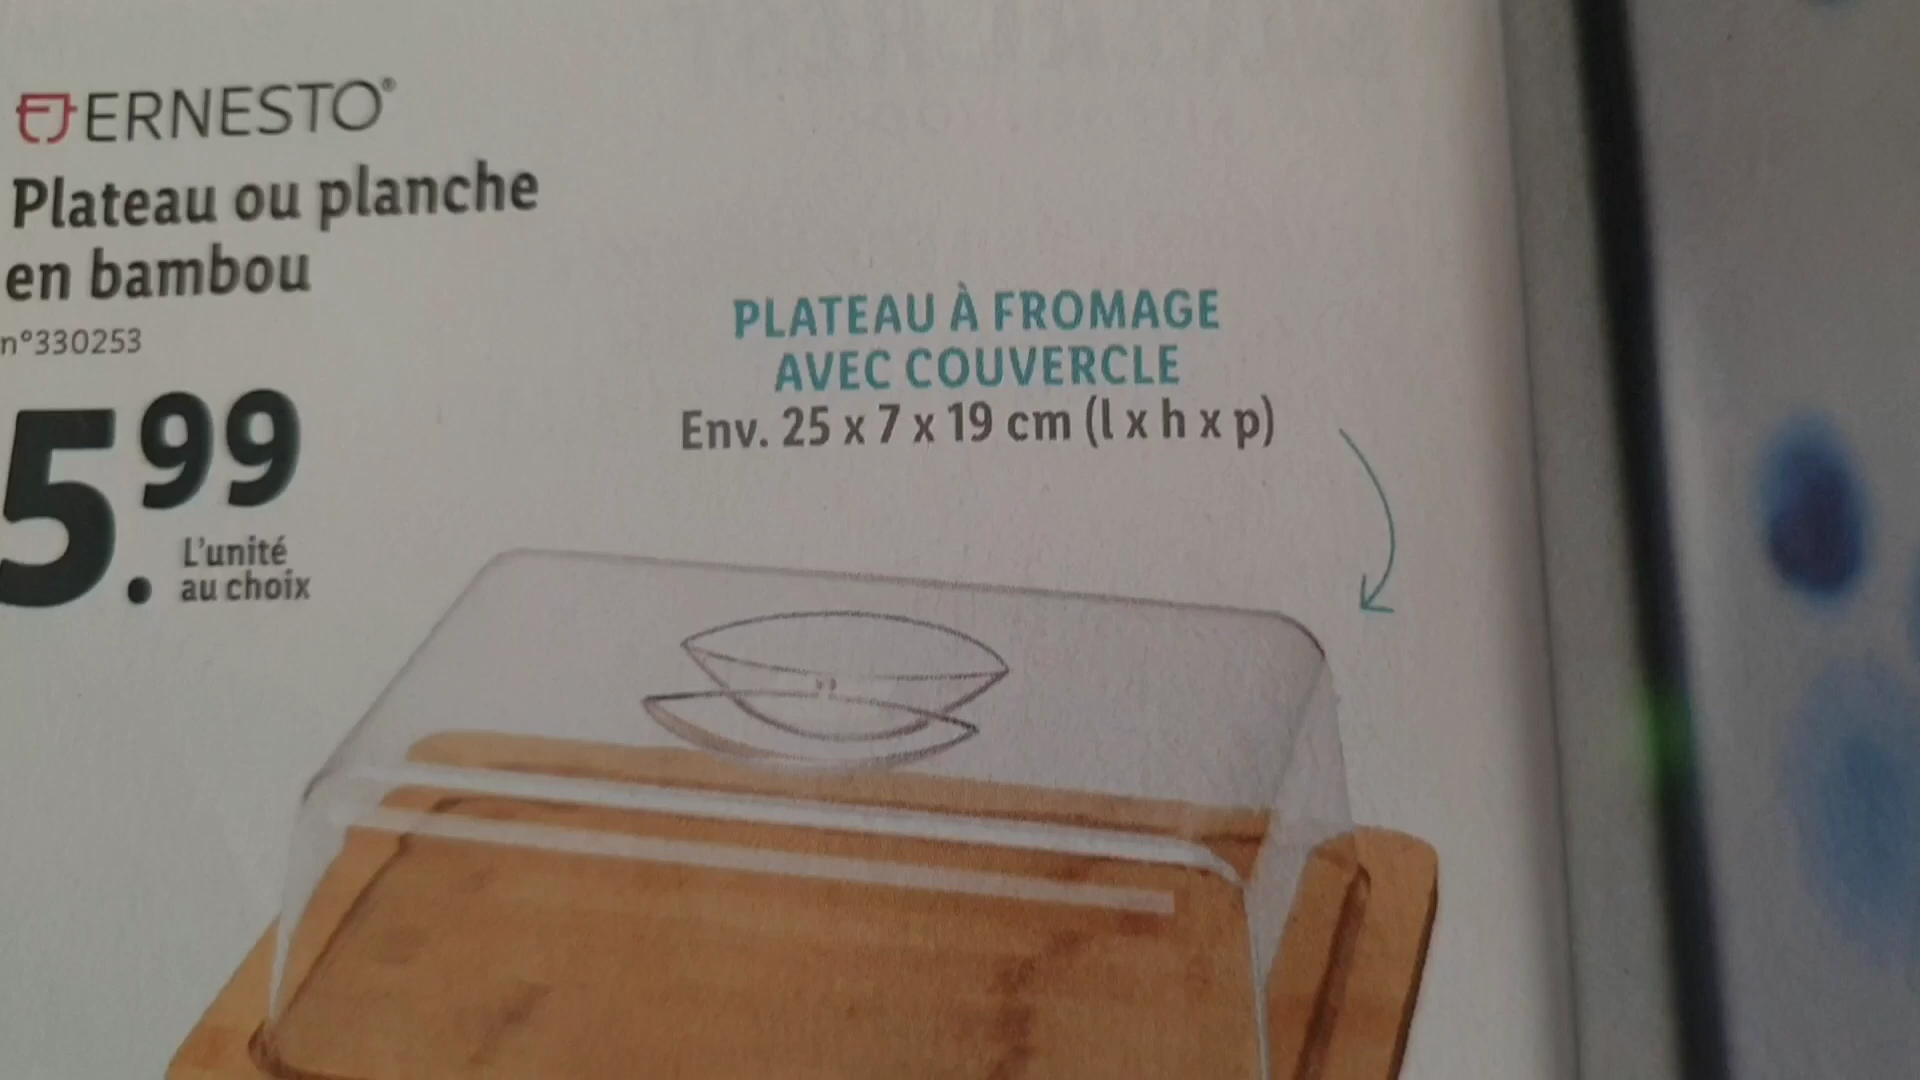 ERNESTO®
Plateau ou planche
en bambou
n°330253
5.99
L'unité
au choix
PLATEAU À FROMAGE
AVEC COUVERCLE
Env. 25 x 7 x 19 cm (l x h x p)